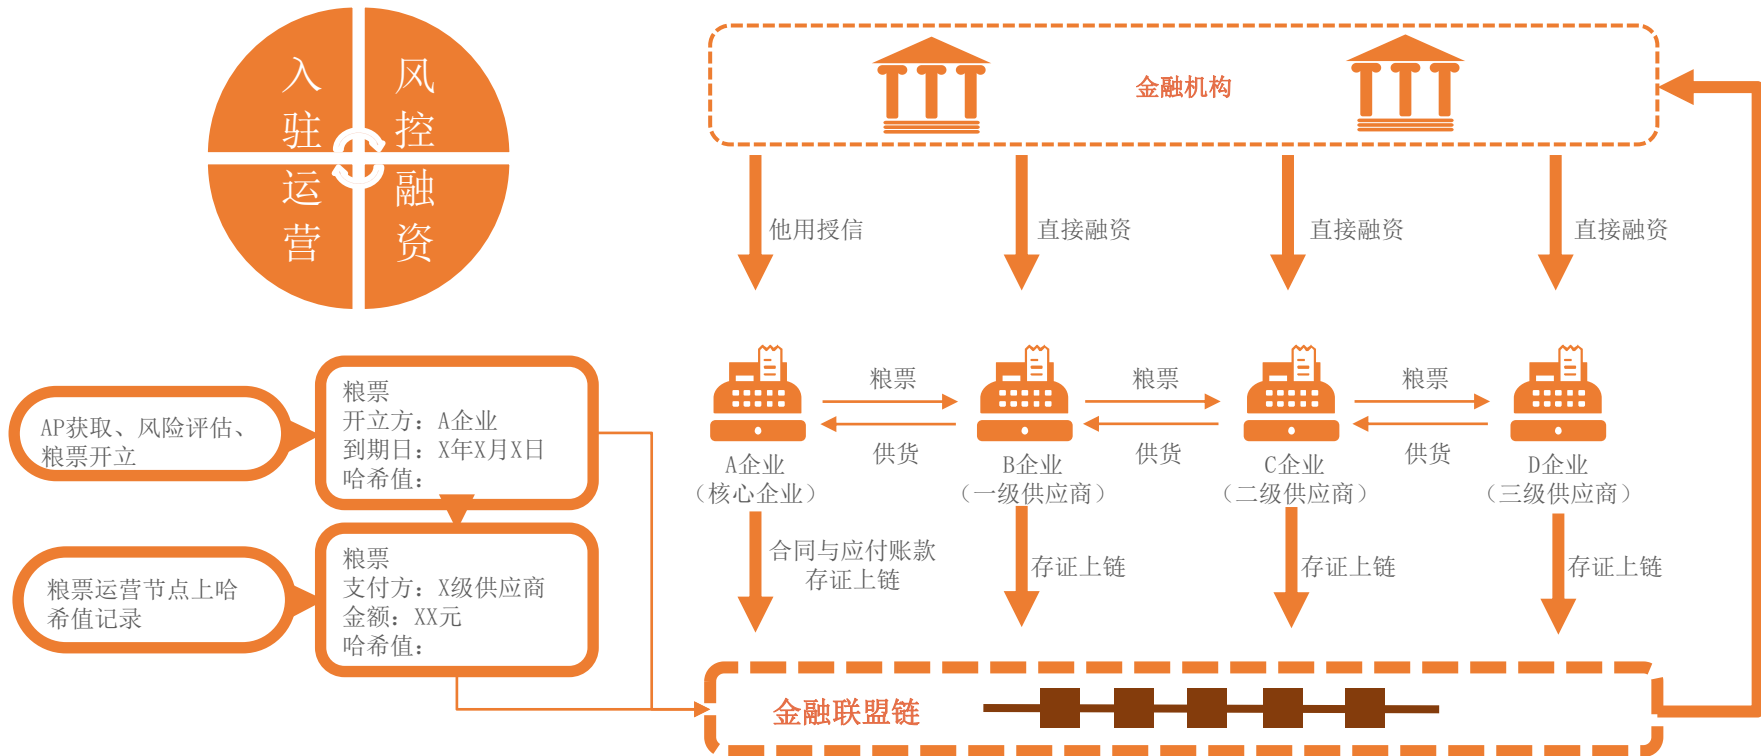 入驻运营
风控融资
金融机构
他用授信
直接融资
直接融资
直接融资
粮票
开立方：A企业
到期日：X年X月X日
哈希值：
AP获取、风险评估、
粮票开立
粮票
支付方：X级供应商
金额：XX元
哈希值：
粮票运营节点上哈
希值记录
粮票
粮票
粮票
供货
供货
供货
A企业
（核心企业）
B企业
（一级供应商）
C企业
（二级供应商）
D企业
（三级供应商）
合同与应付账款
存证上链
存证上链
存证上链
存证上链
金融联盟链